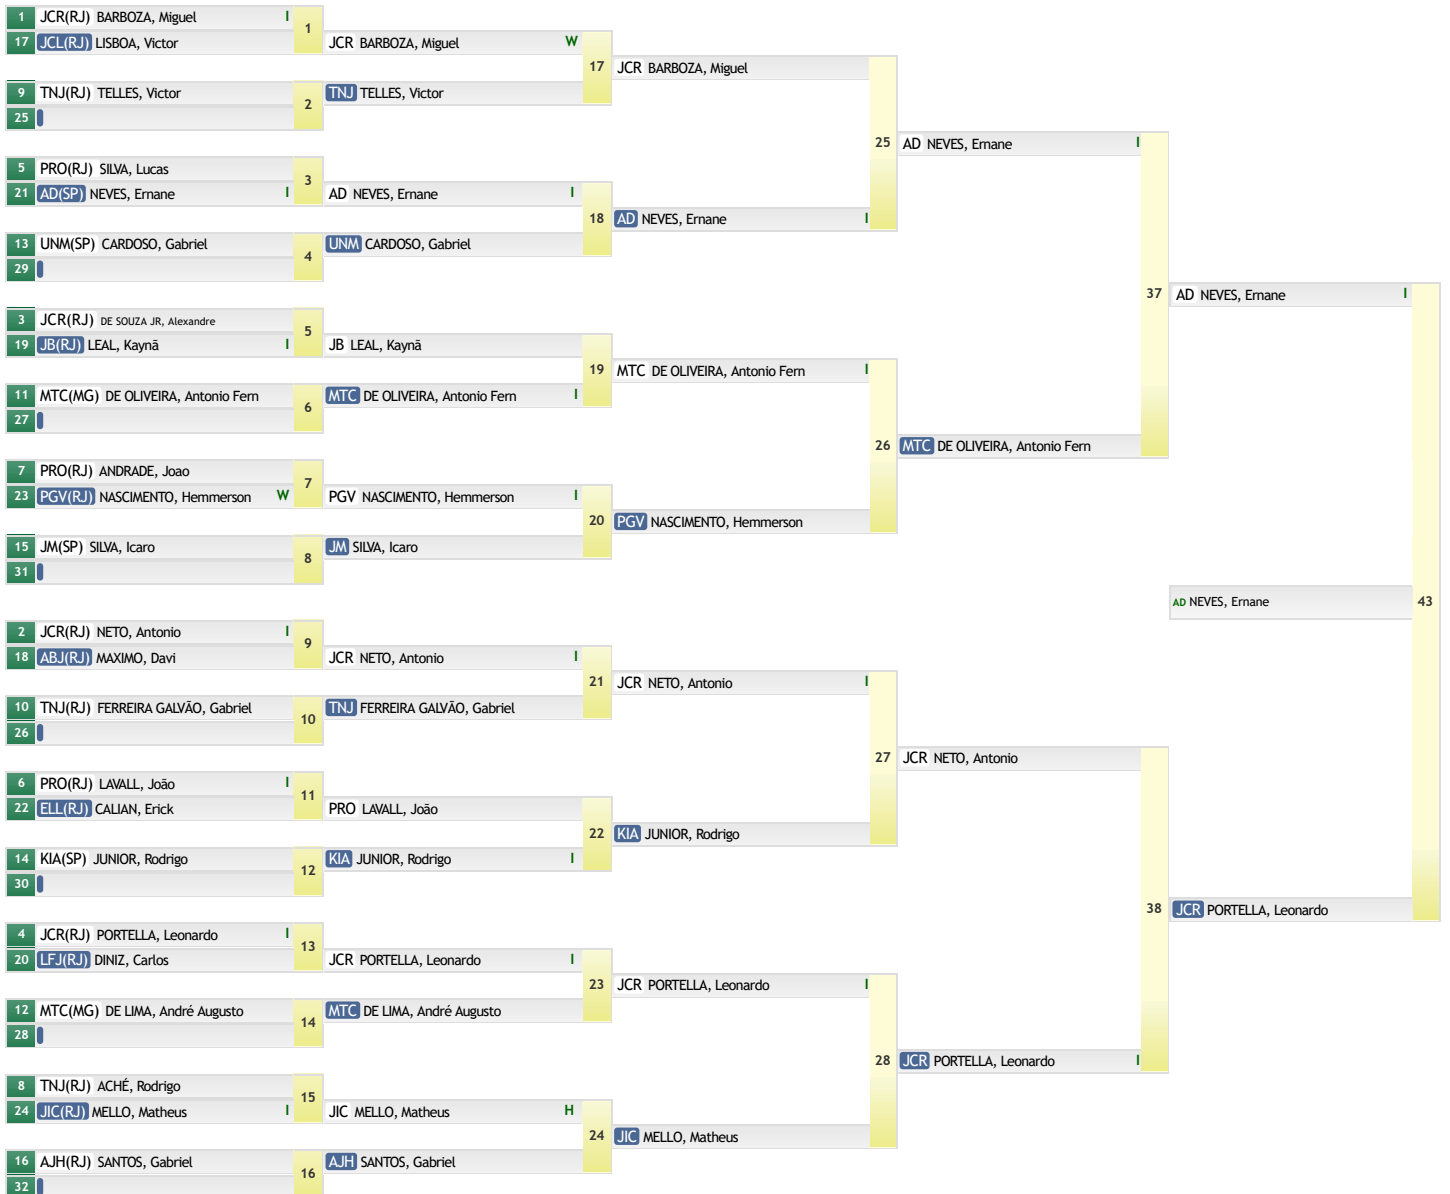 1 JCR(RJ) BARBOZA, Miguel I
17 JCL(RJ) LISBOA, Victor
1
JCR BARBOZA, Miguel W
9 TNJ(RJ) TELLES, Victor
25
2
TNJ TELLES, Victor
17
JCR BARBOZA, Miguel
5 PRO(RJ) SILVA, Lucas
21 AD(SP) NEVES, Ernane I
3
AD NEVES, Ernane I
13 UNM(SP) CARDOSO, Gabriel
29
4
UNM CARDOSO, Gabriel
18
AD NEVES, Ernane I
25
AD NEVES, Ernane I
3 JCR(RJ) DE SOUZA JR, Alexandre
19 JB(RJ) LEAL, Kaynã I
5
JB LEAL, Kaynã
11 MTC(MG) DE OLIVEIRA, Antonio Fern
27
6
MTC DE OLIVEIRA, Antonio Fern I
19
MTC DE OLIVEIRA, Antonio Fern I
7 PRO(RJ) ANDRADE, Joao
23 PGV(RJ) NASCIMENTO, Hemmerson W
7
PGV NASCIMENTO, Hemmerson I
15 JM(SP) SILVA, Icaro
31
8
JM SILVA, Icaro
20
PGV NASCIMENTO, Hemmerson
26
MTC DE OLIVEIRA, Antonio Fern
37
AD NEVES, Ernane I
2 JCR(RJ) NETO, Antonio I
18 ABJ(RJ) MAXIMO, Davi
9
JCR NETO, Antonio I
10 TNJ(RJ) FERREIRA GALVÃO, Gabriel
26
10
TNJ FERREIRA GALVÃO, Gabriel
21
JCR NETO, Antonio I
6 PRO(RJ) LAVALL, João I
22 ELL(RJ) CALIAN, Erick
11
PRO LAVALL, João
14 KIA(SP) JUNIOR, Rodrigo
30
12
KIA JUNIOR, Rodrigo I
22
KIA JUNIOR, Rodrigo
27
JCR NETO, Antonio
4 JCR(RJ) PORTELLA, Leonardo I
20 LFJ(RJ) DINIZ, Carlos
13
JCR PORTELLA, Leonardo I
12 MTC(MG) DE LIMA, André Augusto
28
14
MTC DE LIMA, André Augusto
23
JCR PORTELLA, Leonardo I
8 TNJ(RJ) ACHÉ, Rodrigo
24 JIC(RJ) MELLO, Matheus I
15
JIC MELLO, Matheus H
16 AJH(RJ) SANTOS, Gabriel
32
16
AJH SANTOS, Gabriel
24
JIC MELLO, Matheus
28
JCR PORTELLA, Leonardo I
38
JCR PORTELLA, Leonardo
43
AD NEVES, Ernane